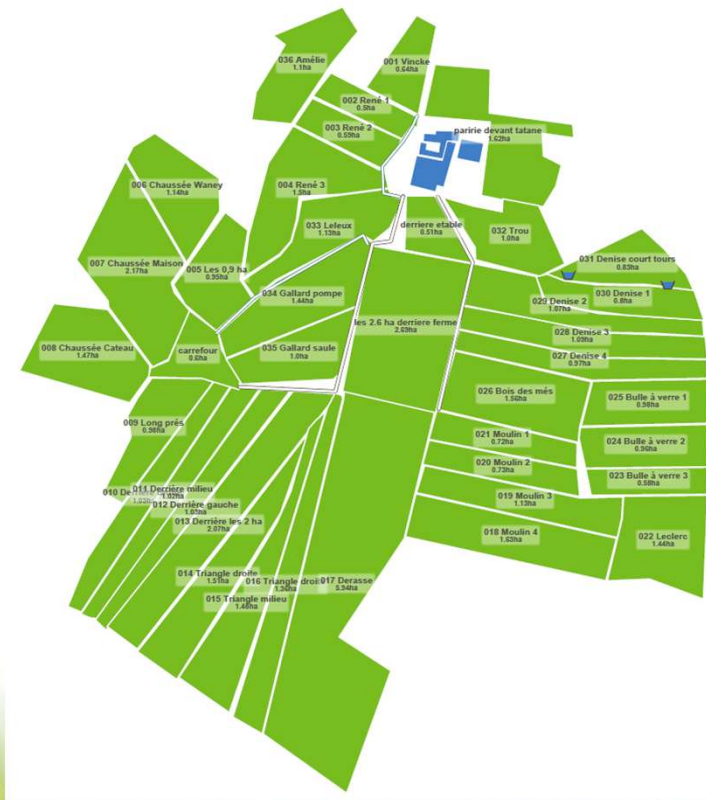 036 Amélie
1.1ha
001 Vincke
0.64ha
002 René 1
0.5ha
003 René 2
0.59ha
paririe devant tatane
1.62ha
004 René 3
1.5ha
006 Chaussée Waney
1.14ha
033 Leleux
1.13ha
derriere etable
0.51ha
032 Trou
1.0ha
007 Chaussée Maison
2.17ha
005 Les 0,9 ha
0.95ha
031 Denise court tours
0.83ha
034 Gallard pompe
1.44ha
030 Denise 1
0.8ha
029 Denise 2
1.07ha
les 2.6 ha derriere ferme
2.63ha
028 Denise 3
1.09ha
008 Chaussée Cateau
1.47ha
carrefour
0.6ha
035 Gallard saule
1.0ha
027 Denise 4
0.97ha
026 Bois des més
1.56ha
025 Bulle à verre 1
0.98ha
009 Long prés
0.98ha
021 Moulin 1
0.72ha
024 Bulle à verre 2
0.96ha
020 Moulin 2
0.73ha
023 Bulle à verre 3
0.58ha
010
011 Derrière milieu
1.02ha
012 Derrière gauche
1.03ha
019 Moulin 3
1.13ha
013 Derrière les 2 ha
2.07ha
018 Moulin 4
1.63ha
022 Leclerc
1.44ha
014 Triangle droite
1.51ha
016 Triangle
017 Derasse
5.94ha
015 Triangle milieu
1.46ha